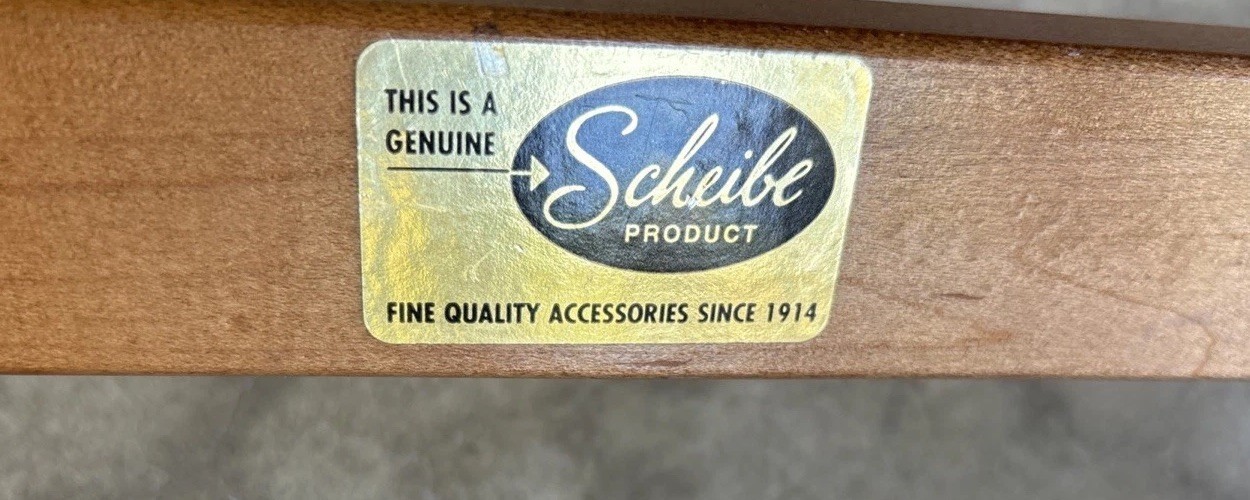 THIS IS A
GENUINE
Scheibe
PRODUCT
FINE QUALITY ACCESSORIES SINCE 1914